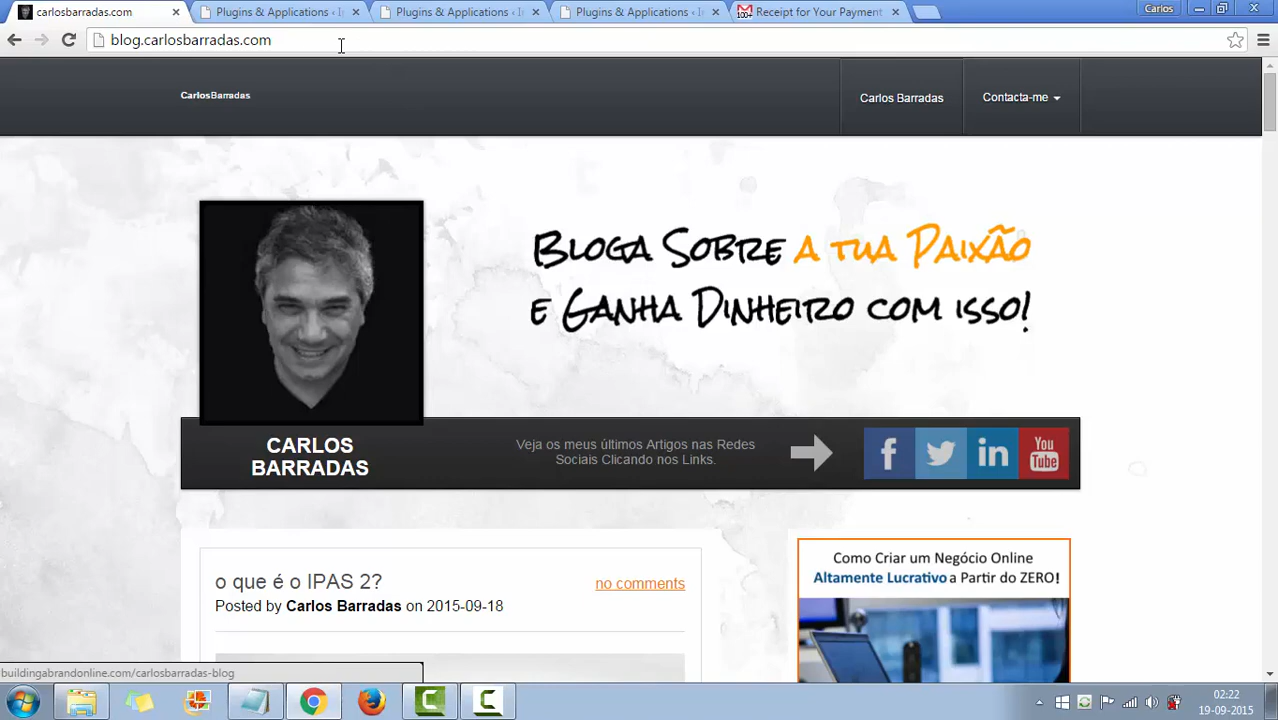 carlosbarradas.com
Plugins & Applications ‹ I
Plugins & Applications ‹ I
Plugins & Applications ‹ I
100+
Receipt for Your Payment
Carlos
blog.carlosbarradas.com
CarlosBarradas
Carlos Barradas
Contacta-me
Bloga Sobre a tua Paixão
e Ganha Dinheiro com isso!
CARLOS
BARRADAS
Veja os meus últimos Artigos nas Redes
Sociais Clicando nos Links.
You
Tube
o que é o IPAS 2?
no comments
Posted by Carlos Barradas on 2015-09-18
Como Criar um Negócio Online
Altamente Lucrativo a Partir do ZERO!
buildingabrandonline.com/carlosbarradas-blog
02:22
19-09-2015